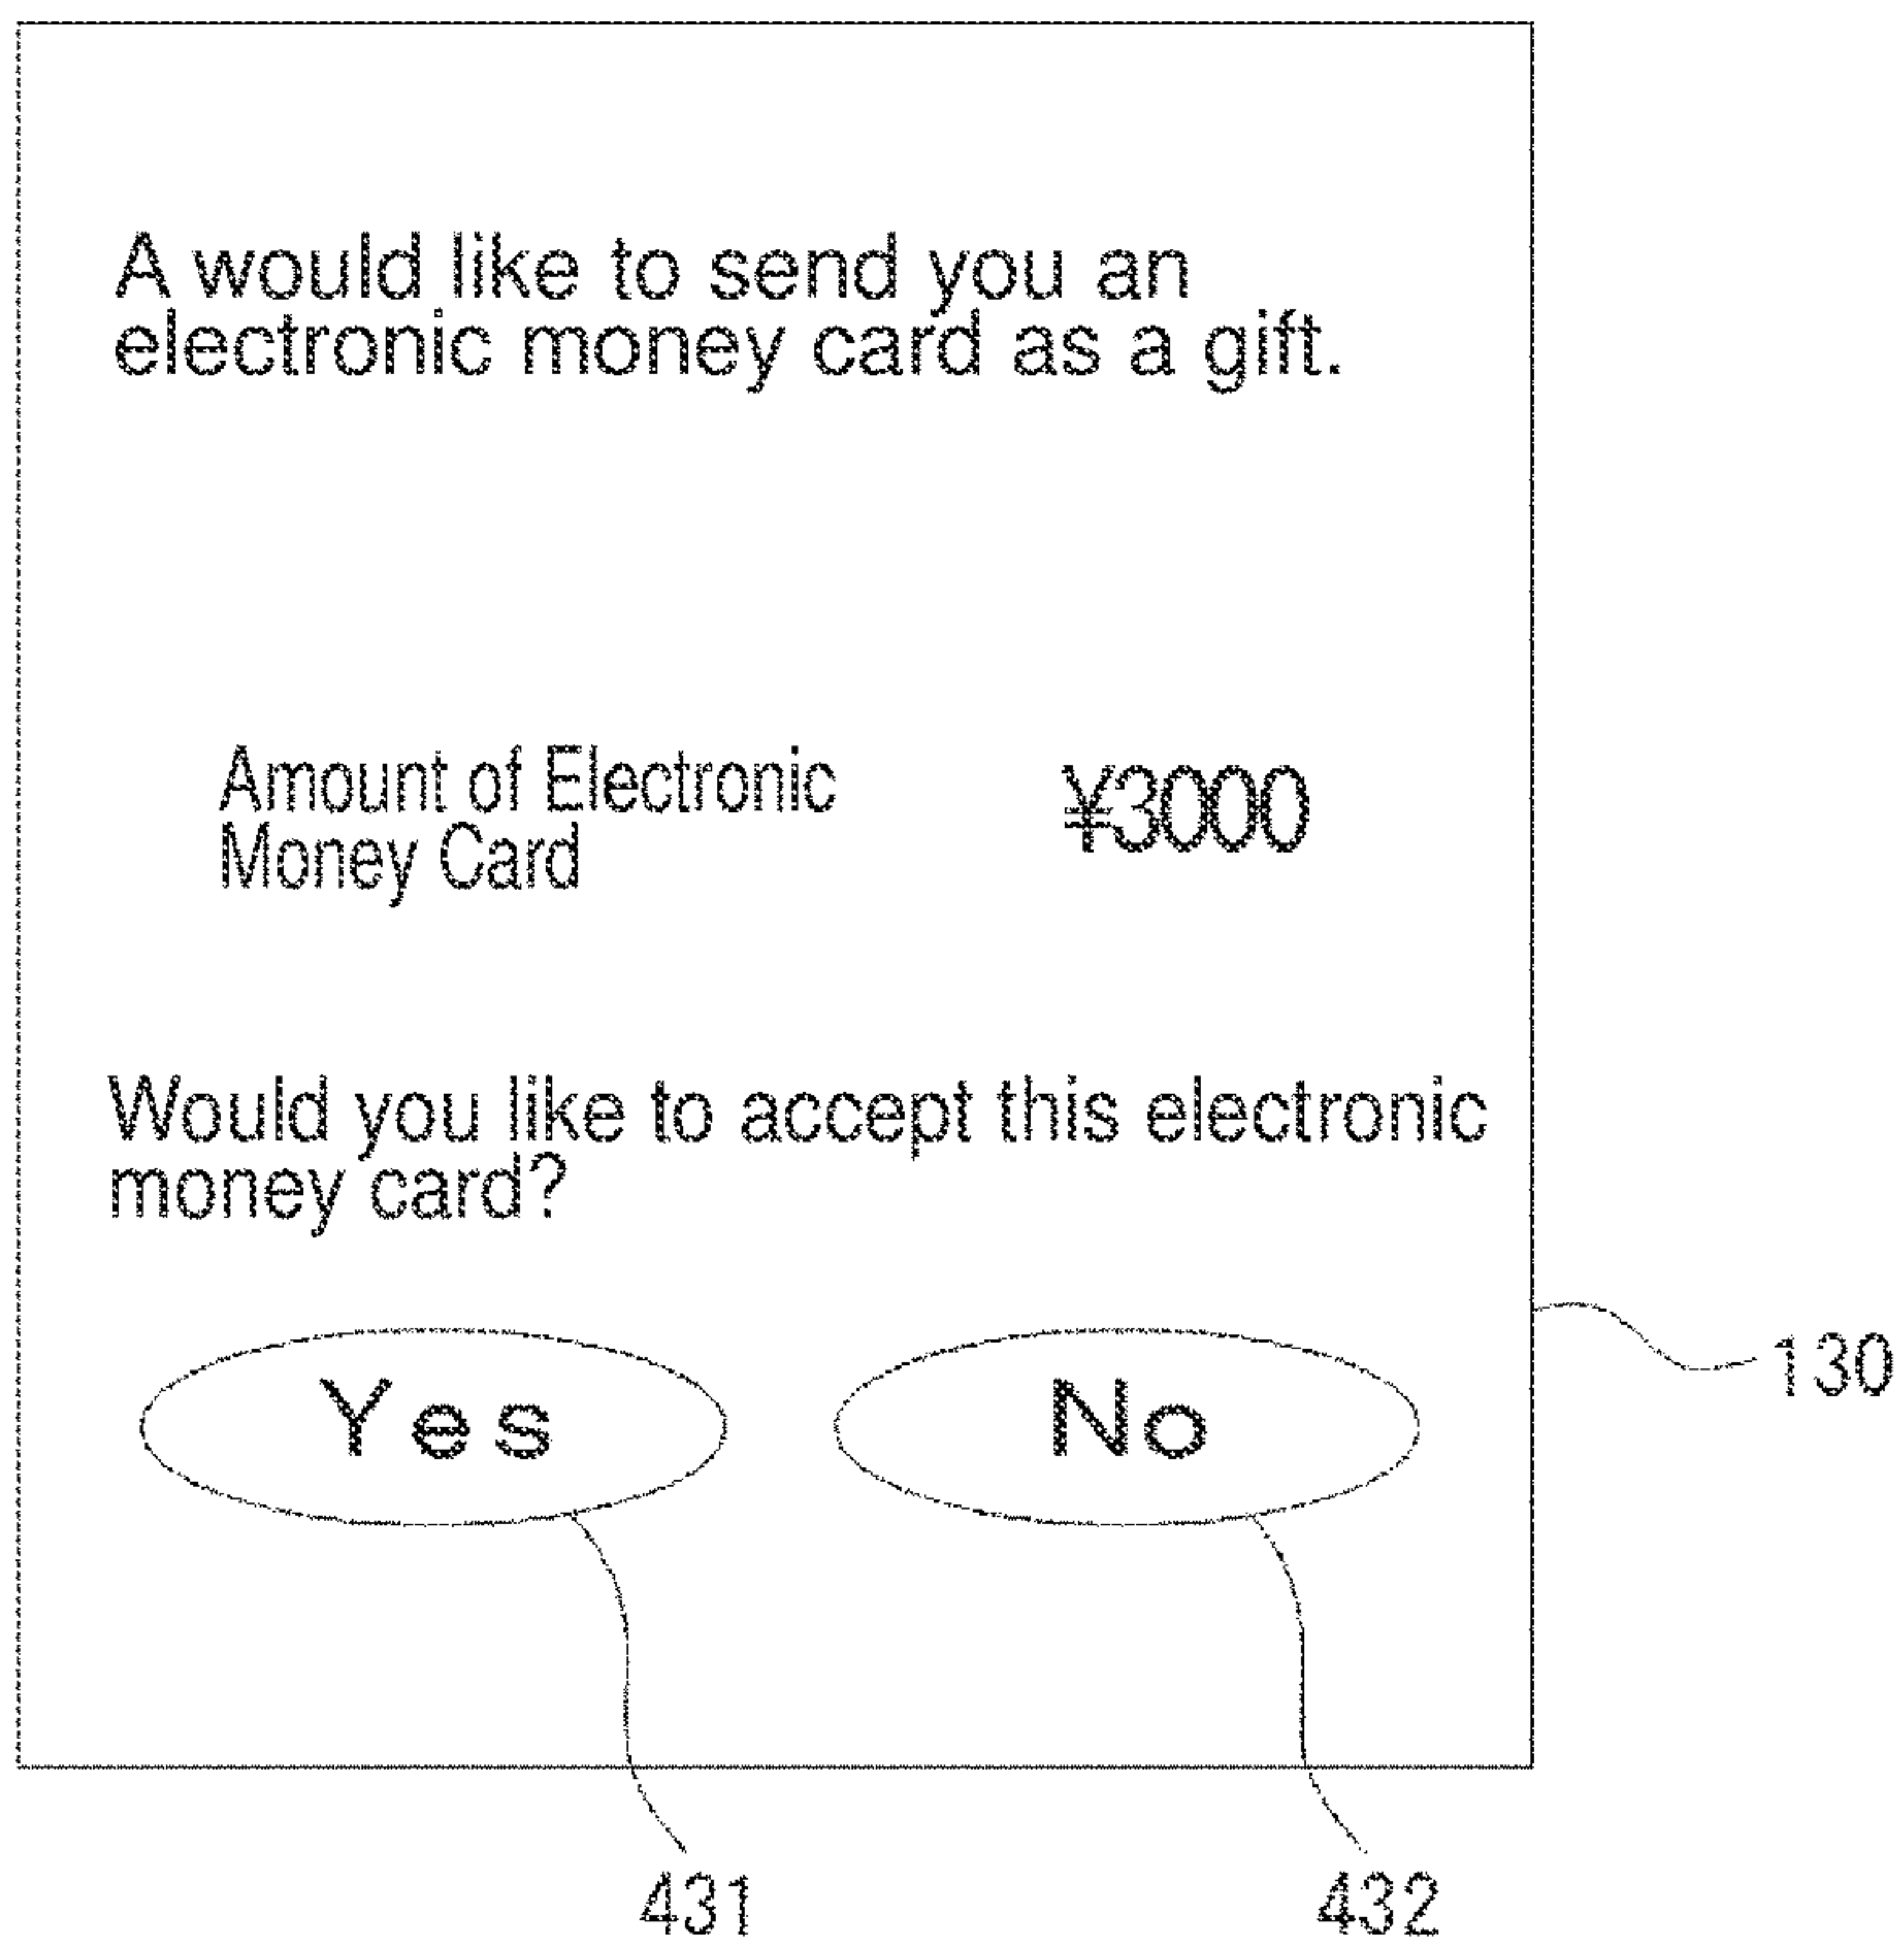 A would like to send you an
electronic money card as a gift.
Amount of Electronic
Money Card
¥3000
Would you like to accept this electronic
money card?
Yes
No
130
431
432